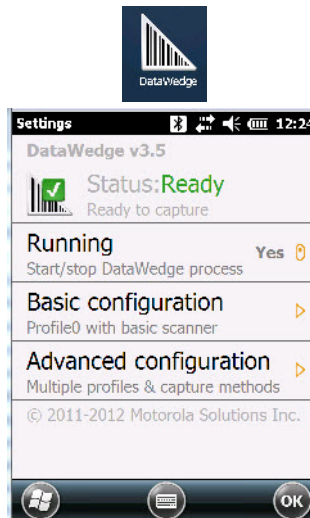 DataWedge
Settings 12:24
DataWedge v3.5
Status:Ready
Ready to capture
Running Yes
Start/stop DataWedge process
Basic configuration
Profile0 with basic scanner
Advanced configuration
Multiple profiles & capture methods
© 2011-2012 Motorola Solutions Inc.
OK